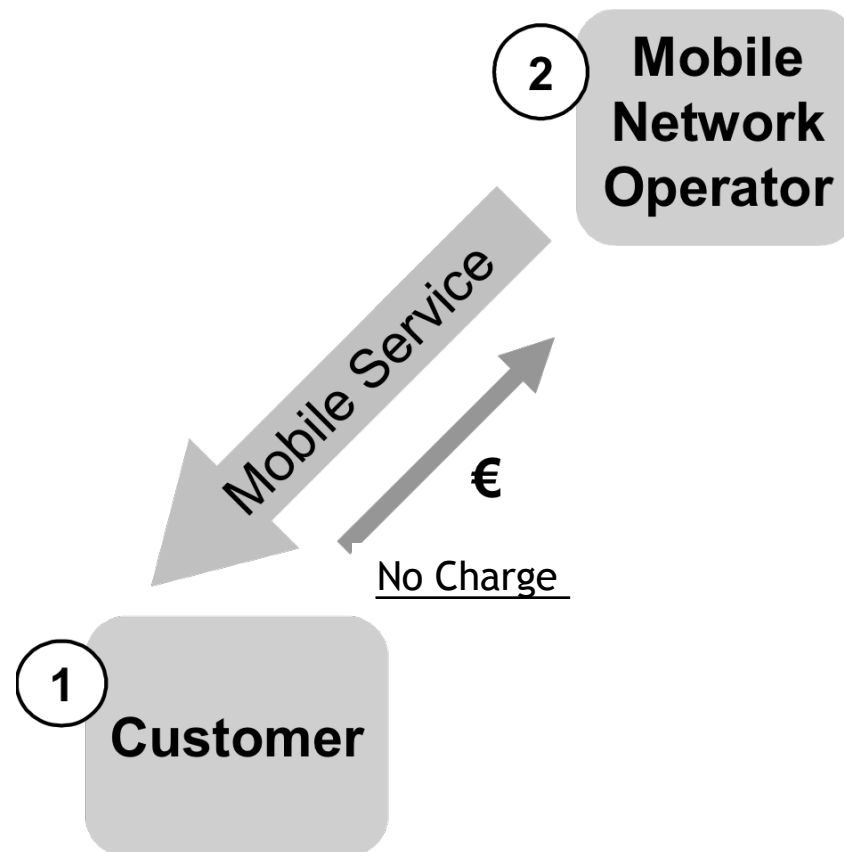 2
Mobile
Network
Operator
Mobile Service
€
No Charge
1
Customer